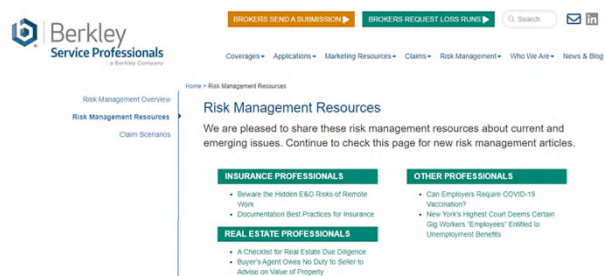 BROKERS SEND A SUBMISSION
BROKERS REQUEST LOSS RUNS
Search
in
b
Berkley
Service Professionals
a Berkley Company
Coverages
Applications
Marketing Resources
Claims
Risk Management
Who We Are
News & Blog
Home > Risk Management Resources
Risk Management Overview
Risk Management Resources
Claim Scenarios
Risk Management Resources
We are pleased to share these risk management resources about current and
emerging issues. Continue to check this page for new risk management articles.
INSURANCE PROFESSIONALS
• Beware the Hidden E&O Risks of Remote
Work
• Documentation Best Practices for Insurance
REAL ESTATE PROFESSIONALS
• A Checklist for Real Estate Due Diligence
• Buyer's Agent Owes No Duty to Seller to
Advise on Value of Property
OTHER PROFESSIONALS
• Can Employers Require COVID-19
Vaccination?
• New York's Highest Court Deems Certain
Gig Workers "Employees" Entitled to
Unemployment Benefits